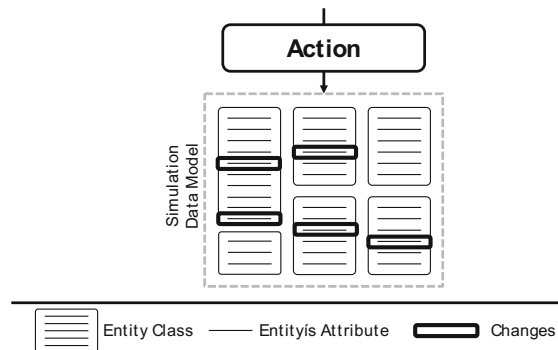 Action
Simulation
Data Model
Entity Class
Entityís Attribute
Changes